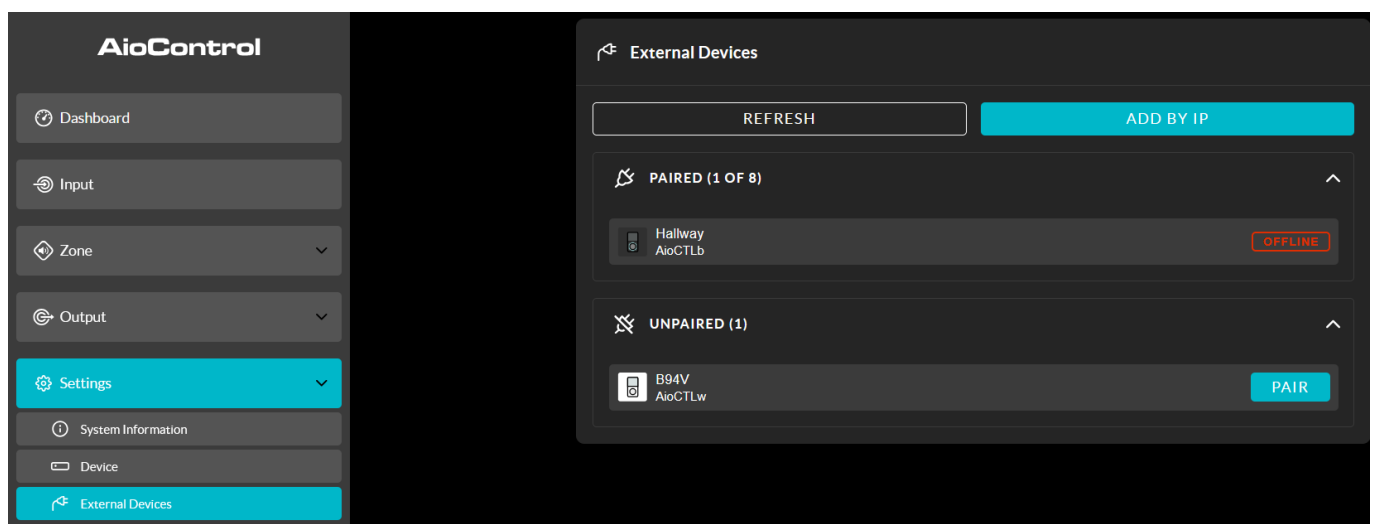 AioControl
Dashboard
Input
Zone
Output
Settings
System Information
Device
External Devices
External Devices
REFRESH
ADD BY IP
PAIRED (1 OF 8)
Hallway
AioCTLb
OFFLINE
UNPAIRED (1)
B94V
AioCTLw
PAIR